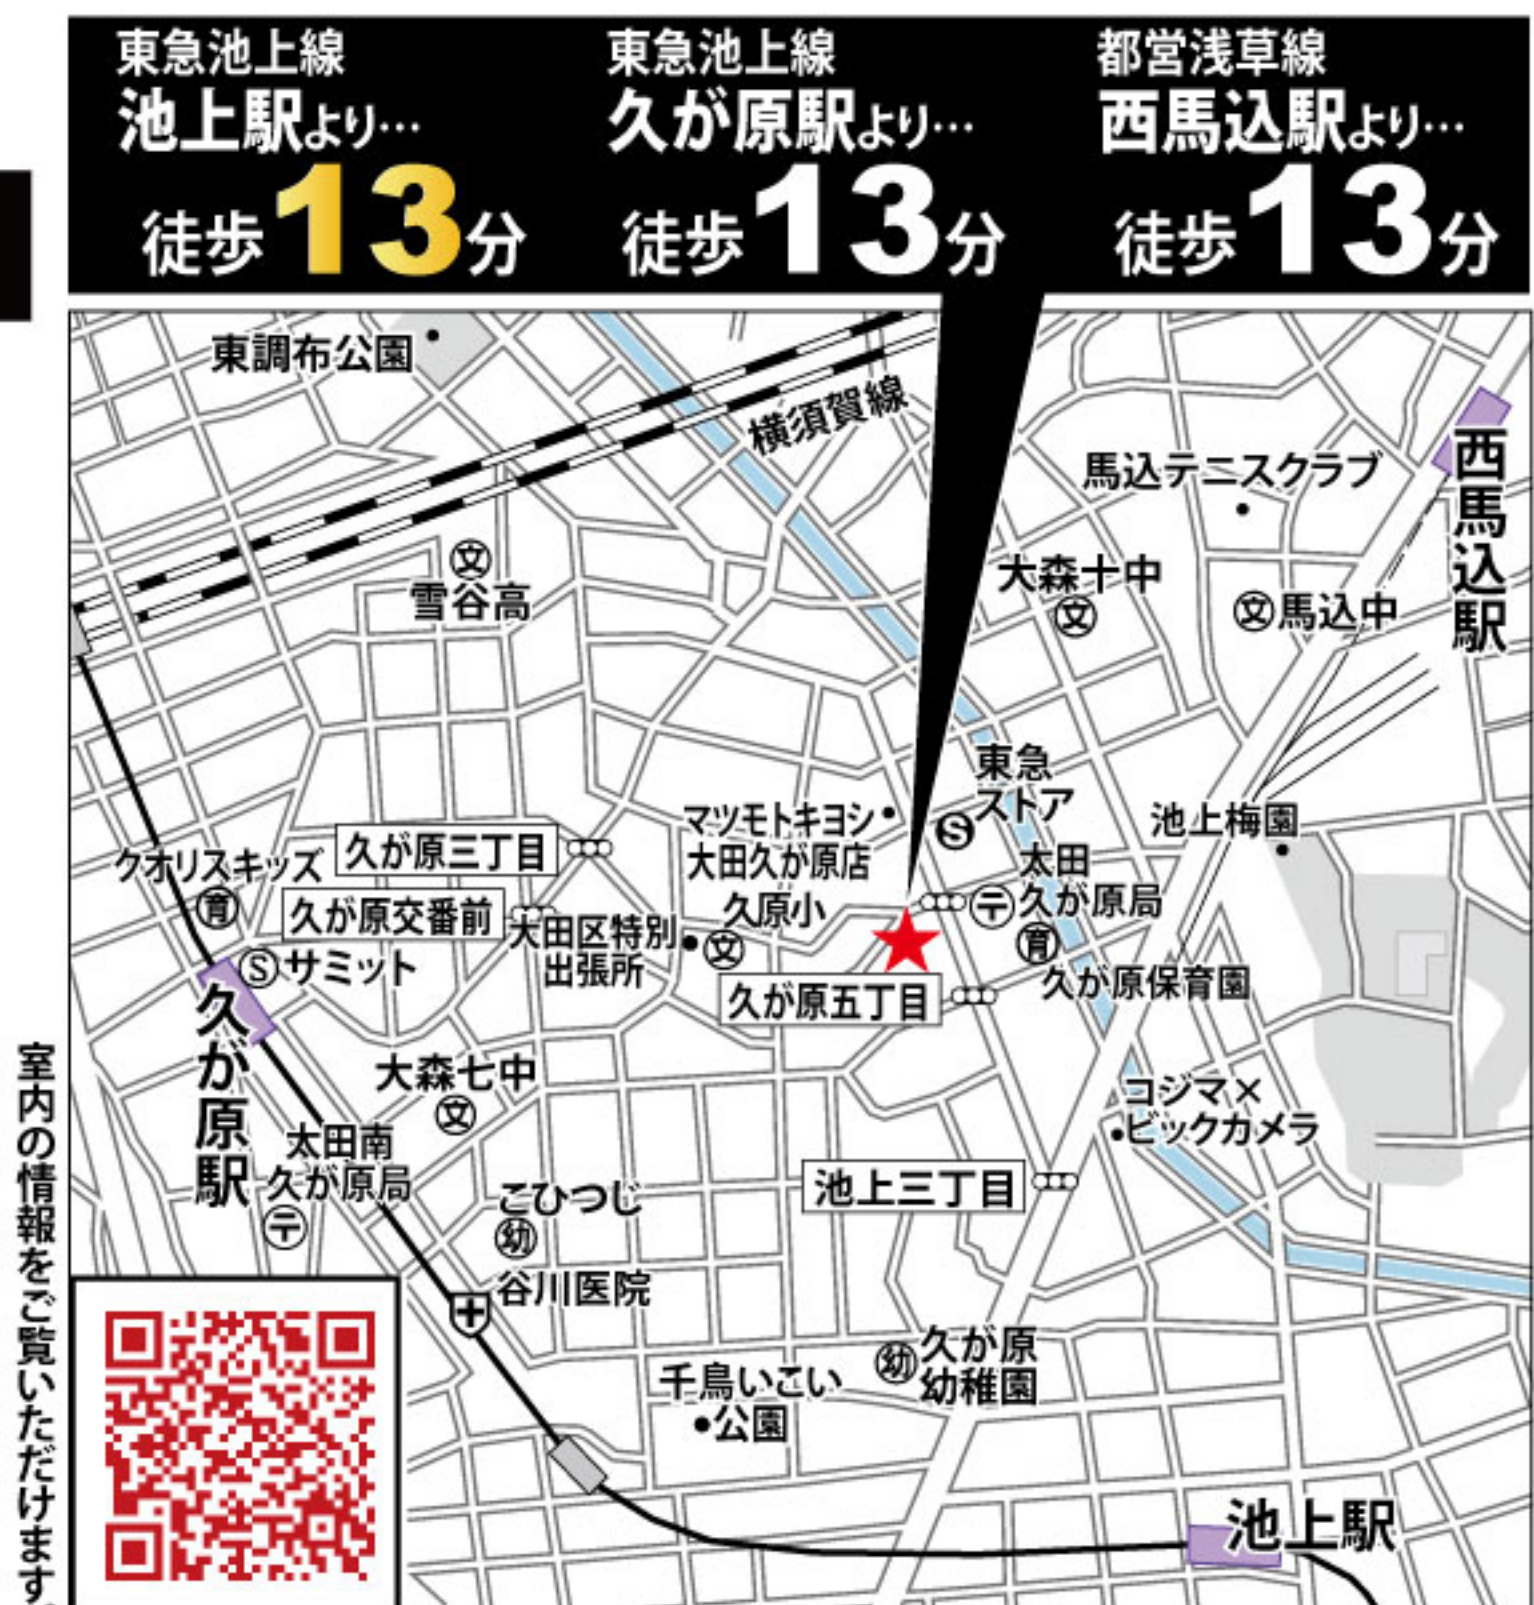 東急池上線
池上駅より…
徒歩13分
東急池上線
久が原駅より…
徒歩13分
都営浅草線
西馬込駅より…
徒歩13分
東調布公園
横須賀線
馬込テニスクラブ
西馬込駅
文
雪谷高
大森十中
文
文馬込中
東急
ストア
S
マツモトキヨシ
大田久が原店
池上梅園
久が原三丁目
クオリスキッズ
育
久が原交番前
大田区特別
出張所
久原小
文
太田
久が原局
〒
育
久が原保育園
Sサミット
久が原五丁目
久が原駅
大森七中
文
コジマ×
ビックカメラ
太田南
久が原局
〒
池上三丁目
こひつじ
幼
谷川医院
幼
久が原
幼稚園
千鳥いこい
公園
池上駅
室内の情報をご覧いただけます。